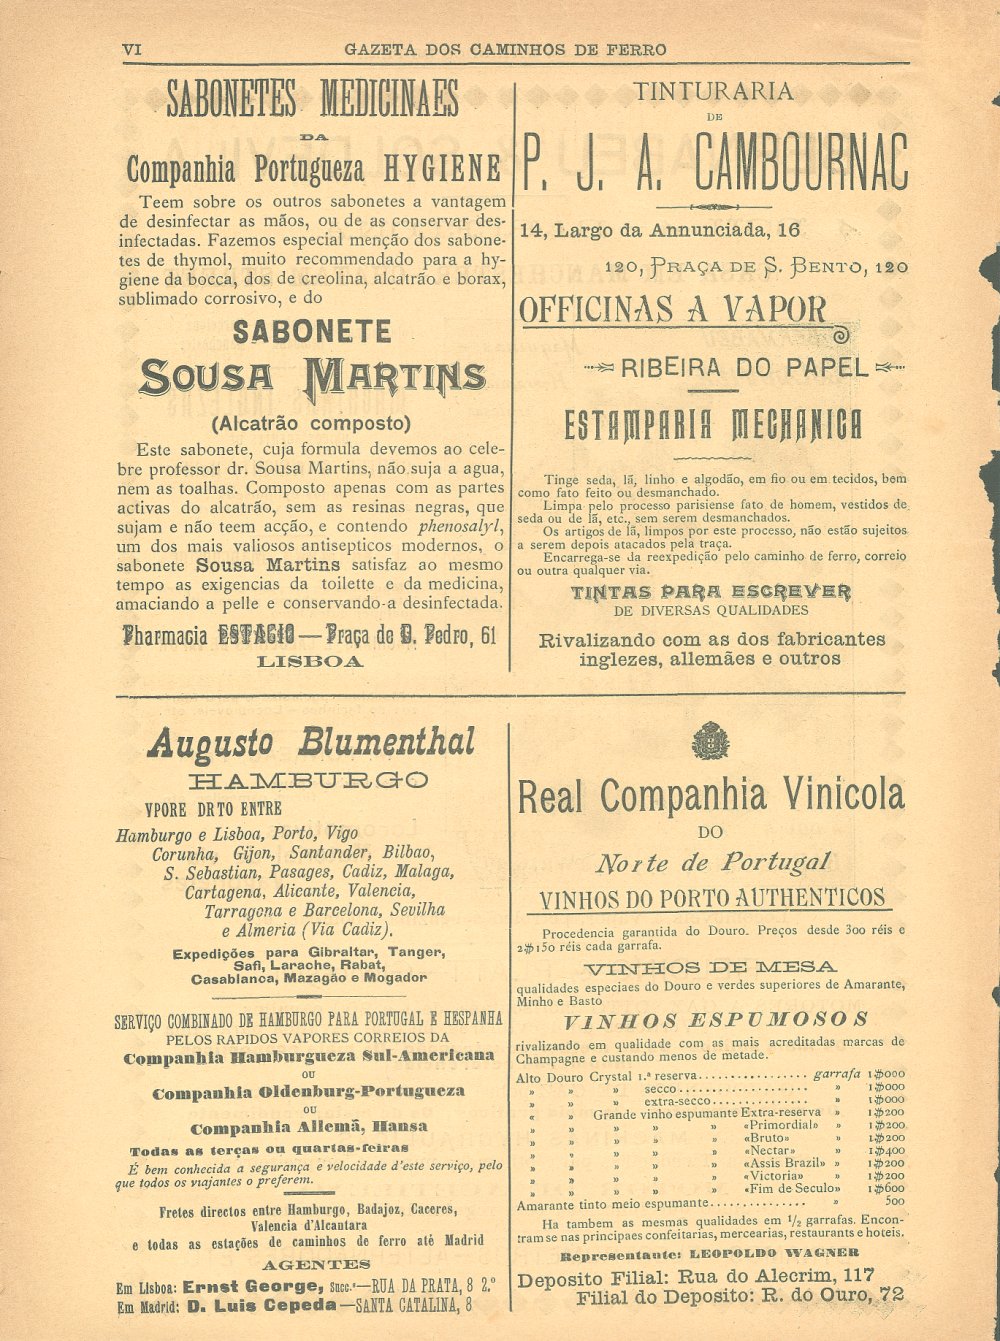 VI
GAZETA DOS CAMINHOS DE FERRO
SABONETES MEDICINAES
DA
Companhia Portugueza HYGIENE
Teem sobre os outros sabonetes a vantagem
de desinfectar as mãos, ou de as conservar des-
infectadas. Fazemos especial menção dos sabone-
tes de thymol, muito recommendado para a hy-
giene da bocca, dos de creolina, alcatrão e borax,
sublimado corrosivo, e do
SABONETE
SOUSA MARTINS
(Alcatrão composto)
Este sabonete, cuja formula devemos ao cele-
bre professor dr. Sousa Martins, não suja a agua,
nem as toalhas. Composto apenas com as partes
activas do alcatrão, sem as resinas negras, que
sujam e não teem acção, e contendo phenosalyl,
um dos mais valiosos antisepticos modernos, o
sabonete Sousa Martins satisfaz ao mesmo
tempo as exigencias da toilette e da medicina,
amaciando a pelle e conservando-a desinfectada.
Pharmacia ESTACIO — Praça de D. Pedro, 61
LISBOA
TINTURARIA
DE
P. J. A. CAMBOURNAC
14, Largo da Annunciada, 16
120, PRAÇA DE S. BENTO, 120
OFFICINAS A VAPOR
RIBEIRA DO PAPEL
ESTAMPARIA MECHANICA
Tinge seda, lã, linho e algodão, em fio ou em tecidos, bem
como fato feito ou desmanchado.
Limpa pelo processo parisiense fato de homem, vestidos de
seda ou de lã, etc., sem serem desmanchados.
Os artigos de lã, limpos por este processo, não estão sujeitos
a serem depois atacados pela traça.
Encarrega-se da reexpedição pelo caminho de ferro, correio
ou outra qualquer via.
TINTAS PARA ESCREVER
DE DIVERSAS QUALIDADES
Rivalizando com as dos fabricantes
inglezes, allemães e outros
Augusto Blumenthal
HAMBURGO
VPORE DRTO ENTRE
Hamburgo e Lisboa, Porto, Vigo
Corunha, Gijon, Santander, Bilbao,
S. Sebastian, Pasages, Cadiz, Malaga,
Cartagena, Alicante, Valencia,
Tarragona e Barcelona, Sevilha
e Almeria (Via Cadiz).
Expedições para Gibraltar, Tanger,
Safi, Larache, Rabat,
Casablanca, Mazagão e Mogador
SERVIÇO COMBINADO DE HAMBURGO PARA PORTUGAL E HESPANHA
PELOS RAPIDOS VAPORES CORREIOS DA
Companhia Hamburgueza Sul-Americana
OU
Companhia Oldenburg-Portugueza
OU
Companhia Allemã, Hansa
Todas as terças ou quartas-feiras
É bem conhecida a segurança e velocidade d'este serviço, pelo
que todos os viajantes o preferem.
Fretes directos entre Hamburgo, Badajoz, Caceres,
Valencia d'Alcantara
e todas as estações de caminhos de ferro até Madrid
AGENTES
Em Lisboa: Ernst George, Succ.ª—RUA DA PRATA, 8 2.º
Em Madrid: D. Luis Cepeda—SANTA CATALINA, 8
Real Companhia Vinicola
DO
Norte de Portugal
VINHOS DO PORTO AUTHENTICOS
Procedencia garantida do Douro. Preços desde 300 réis e
2$150 réis cada garrafa.
VINHOS DE MESA
qualidades especiaes do Douro e verdes superiores de Amarante,
Minho e Basto
VINHOS ESPUMOSOS
rivalizando em qualidade com as mais acreditadas marcas de
Champagne e custando menos de metade.
Alto Douro Crystal 1.ª reserva................ garrafa 1$000
» » » secco.................... » 1$000
» » » extra-secco............... » 1$000
« » Grande vinho espumante Extra-reserva » 1$200
» » » » » «Primordial» » 1$200
» » » » » «Bruto» » 1$200
» » » » » «Nectar» » 1$400
» » » » » «Assis Brazil» » 1$200
» » » » » «Victoria» » 1$200
» » » » » «Fim de Seculo» » 1$600
Amarante tinto meio espumante............... » 500
Ha tambem as mesmas qualidades em 1/2 garrafas. Encon-
tram se nas principaes confeitarias, mercearias, restaurants e hoteis.
Representante: LEOPOLDO WAGNER
Deposito Filial: Rua do Alecrim, 117
Filial do Deposito: R. do Ouro, 72